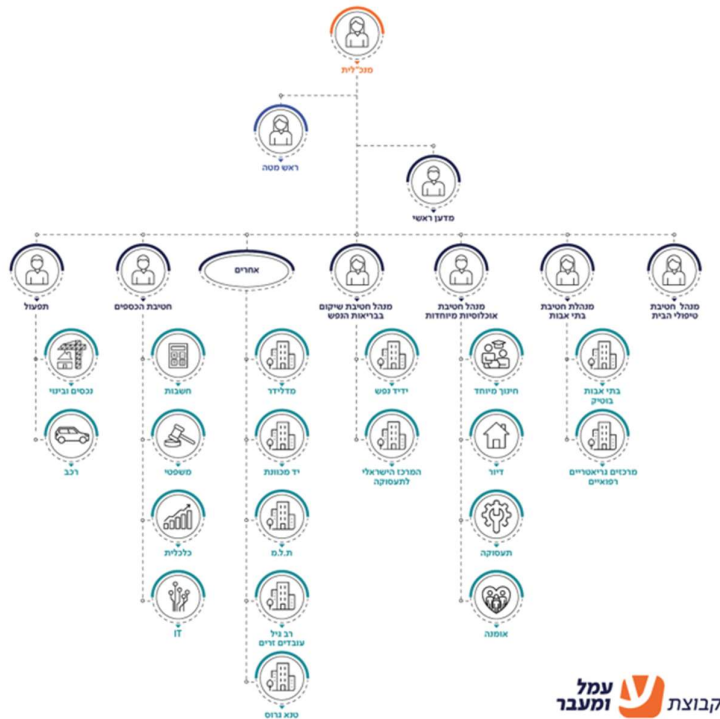 מנכ"לית
ראש מטה
מדען ראשי
מנהל חטיבת
טיפולי הבית
מנהלת חטיבת
בתי אבות
מנהל חטיבת
אוכלוסיות מיוחדות
מנהל חטיבת שיקום
בבריאות הנפש
אחרים
חטיבת הכספים
תפעול
בתי אבות
בוטיק
חינוך מיוחד
ידיד נפש
מדלידר
חשבות
נכסים ובינוי
מרכזים גריאטריים
רפואיים
דיור
המרכז הישראלי
לתעסוקה
יד מכוונת
משפטי
רכב
תעסוקה
ת.ל.מ
כלכלית
אומנה
רב גיל
עובדים זרים
IT
טנא גרוס
קבוצת
עמל
ומעבר